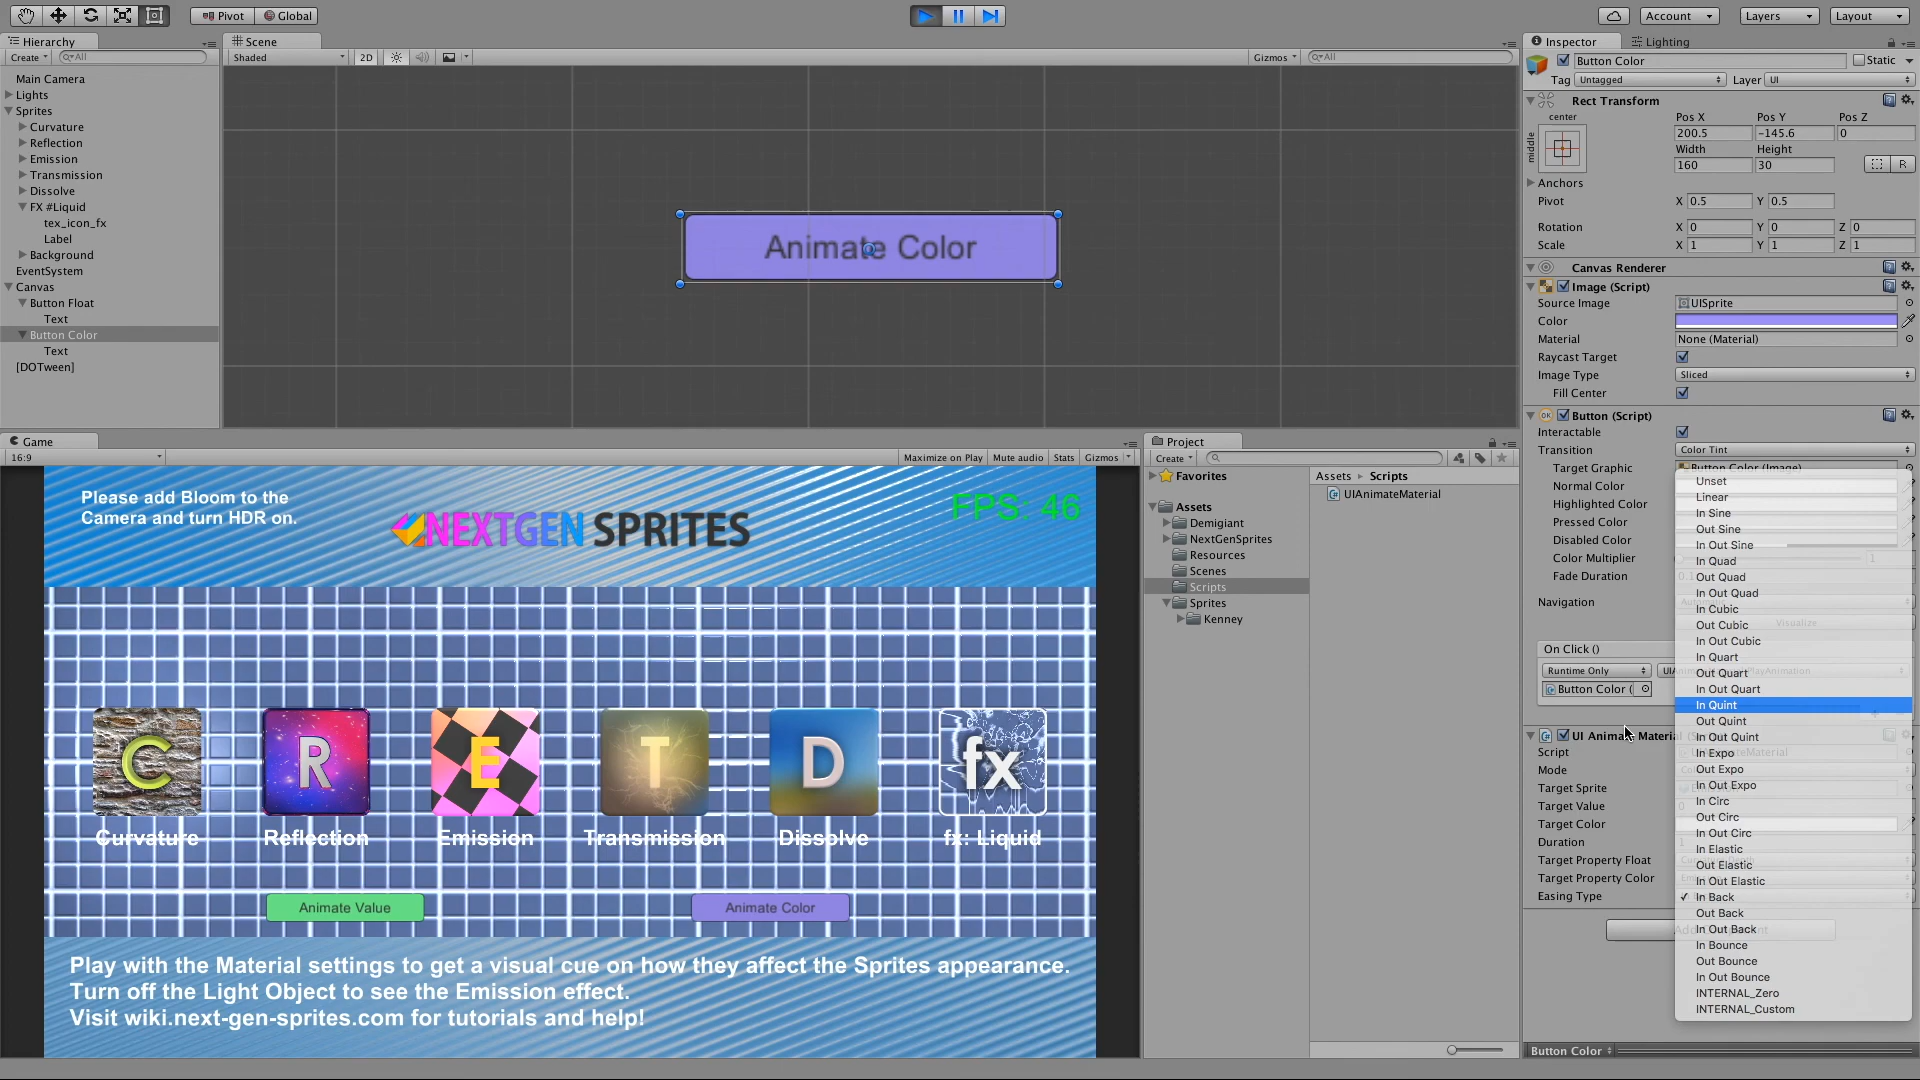 Pivot
Global
Account
Layers
Layout
Hierarchy
Create
All
Main Camera
Lights
Sprites
Curvature
Reflection
Emission
Transmission
Dissolve
FX #Liquid
tex_icon_fx
Label
Background
EventSystem
Canvas
Button Float
Text
Button Color
Text
[DOTween]
Scene
Shaded
2D
Gizmos
All
Animate Color
Game
16:9
Maximize on Play
Mute audio
Stats
Gizmos
Please add Bloom to the
Camera and turn HDR on.
NEXTGEN SPRITES
FPS: 46
C
R
E
T
D
fx
Curvature
Reflection
Emission
Transmission
Dissolve
fx: Liquid
Animate Value
Animate Color
Play with the Material settings to get a visual cue on how they affect the Sprites appearance.
Turn off the Light Object to see the Emission effect.
Visit wiki.next-gen-sprites.com for tutorials and help!
Project
Create
Favorites
Assets
Demigiant
NextGenSprites
Resources
Scenes
Scripts
Sprites
Kenney
Assets
Scripts
UIAnimateMaterial
Inspector
Lighting
Button Color
Static
Tag Untagged
Layer UI
Rect Transform
center
middle
Pos X
Pos Y
Pos Z
200.5
-145.6
0
Width
Height
160
30
R
Anchors
Pivot X 0.5 Y 0.5
Rotation X 0 Y 0 Z 0
Scale X 1 Y 1 Z 1
Canvas Renderer
Image (Script)
Source Image UISprite
Color
Material None (Material)
Raycast Target
Image Type Sliced
Fill Center
Button (Script)
Interactable
Transition Color Tint
Target Graphic Button Color (Image)
Normal Color
Highlighted Color
Pressed Color
Disabled Color
Color Multiplier 1
Fade Duration
Navigation
Visualize
On Click ()
Runtime Only
Button Color (
UI Animate Material
Script
Mode
Target Sprite
Target Value
Target Color
Duration
Target Property Float
Target Property Color
Easing Type
Unset
Linear
In Sine
Out Sine
In Out Sine
In Quad
Out Quad
In Out Quad
In Cubic
Out Cubic
In Out Cubic
In Quart
Out Quart
In Out Quart
In Quint
Out Quint
In Out Quint
In Expo
Out Expo
In Out Expo
In Circ
Out Circ
In Out Circ
In Elastic
Out Elastic
In Out Elastic
In Back
Out Back
In Out Back
In Bounce
Out Bounce
In Out Bounce
INTERNAL_Zero
INTERNAL_Custom
Button Color